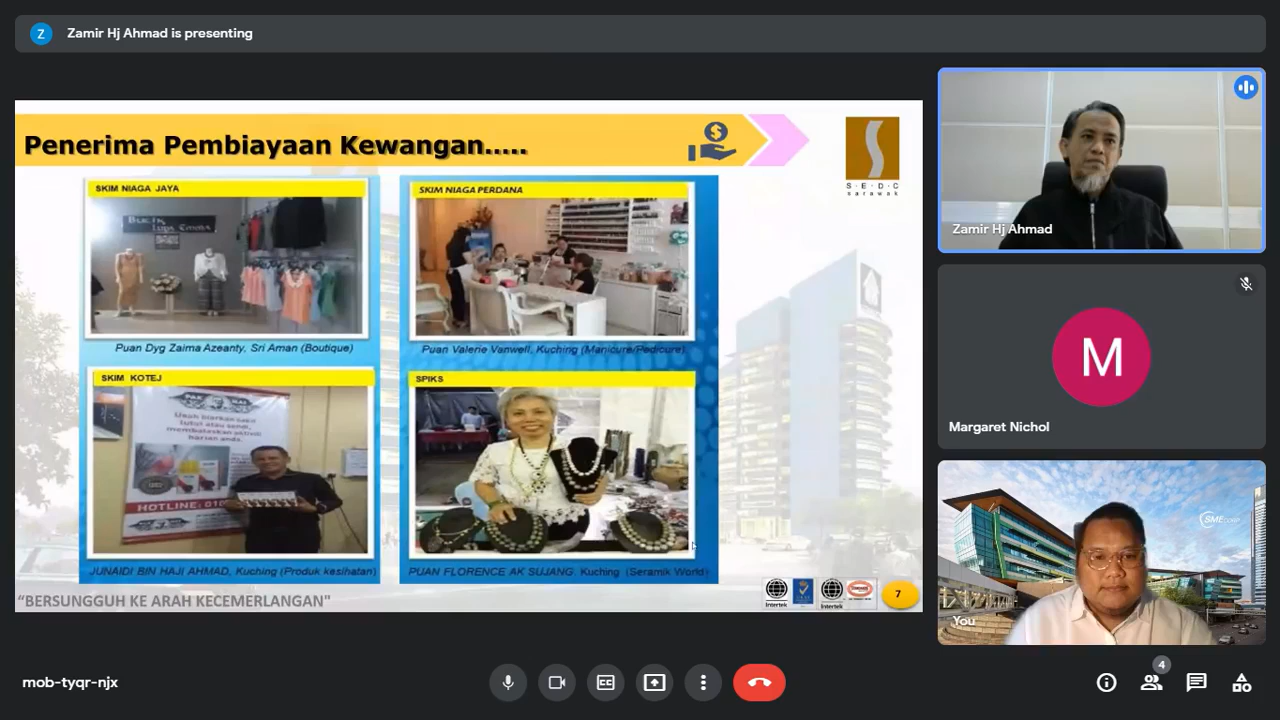 Z
Zamir Hj Ahmad is presenting
Penerima Pembiayaan Kewangan.....
S·E·D·C
sarawak
SKIM NIAGA JAYA
SKIM NIAGA PERDANA
Puan Dyg Zaima Azeanty, Sri Aman (Boutique)
Puan Valerie Vanwell, Kuching (Manicure/Pedicure)
SKIM KOTEJ
SPIKS
HOTLINE: 010
JUNAIDI BIN HAJI AHMAD, Kuching (Produk kesihatan)
PUAN FLORENCE AK SUJANG. Kuching (Seramik World)
"BERSUNGGUH KE ARAH KECEMERLANGAN"
Intertek
Intertek
7
Zamir Hj Ahmad
M
Margaret Nichol
SME CORP
You
mob-tyqr-njx
CC
4